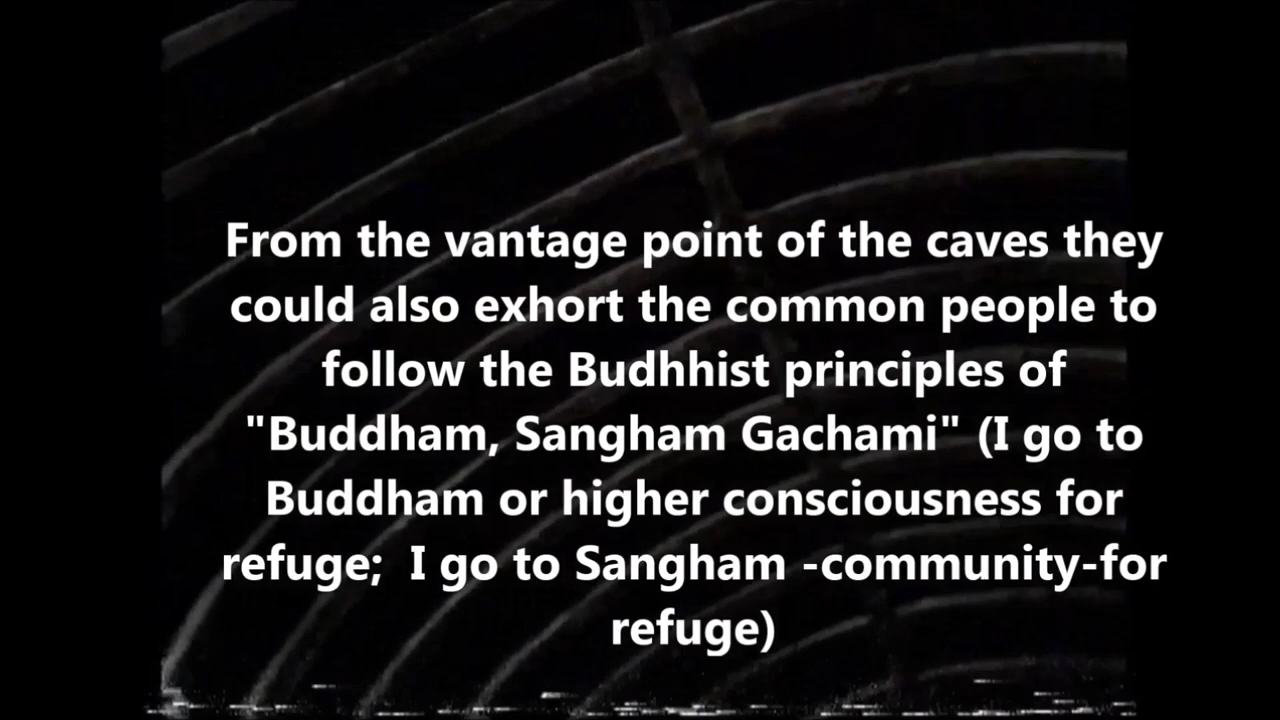 From the vantage point of the caves they
could also exhort the common people to
follow the Budhhist principles of
"Buddham, Sangham Gachami" (I go to
Buddham or higher consciousness for
refuge;  I go to Sangham -community-for
refuge)